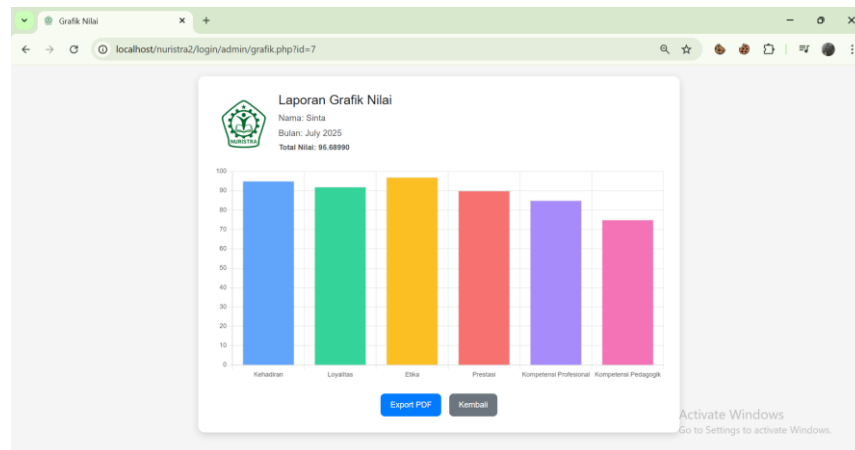 Grafik Nilai
localhost/nuristra2/login/admin/grafik.php?id=7
NURISTRA
Laporan Grafik Nilai
Nama: Sinta
Bulan: July 2025
Total Nilai: 95.68990
100
90
80
70
60
50
40
30
20
10
0
Kehadiran Loyalitas Etika Prestasi Kompetensi Profesional Kompetensi Pedagogik
Export PDF Kembali
Activate Windows
Go to Settings to activate Windows.